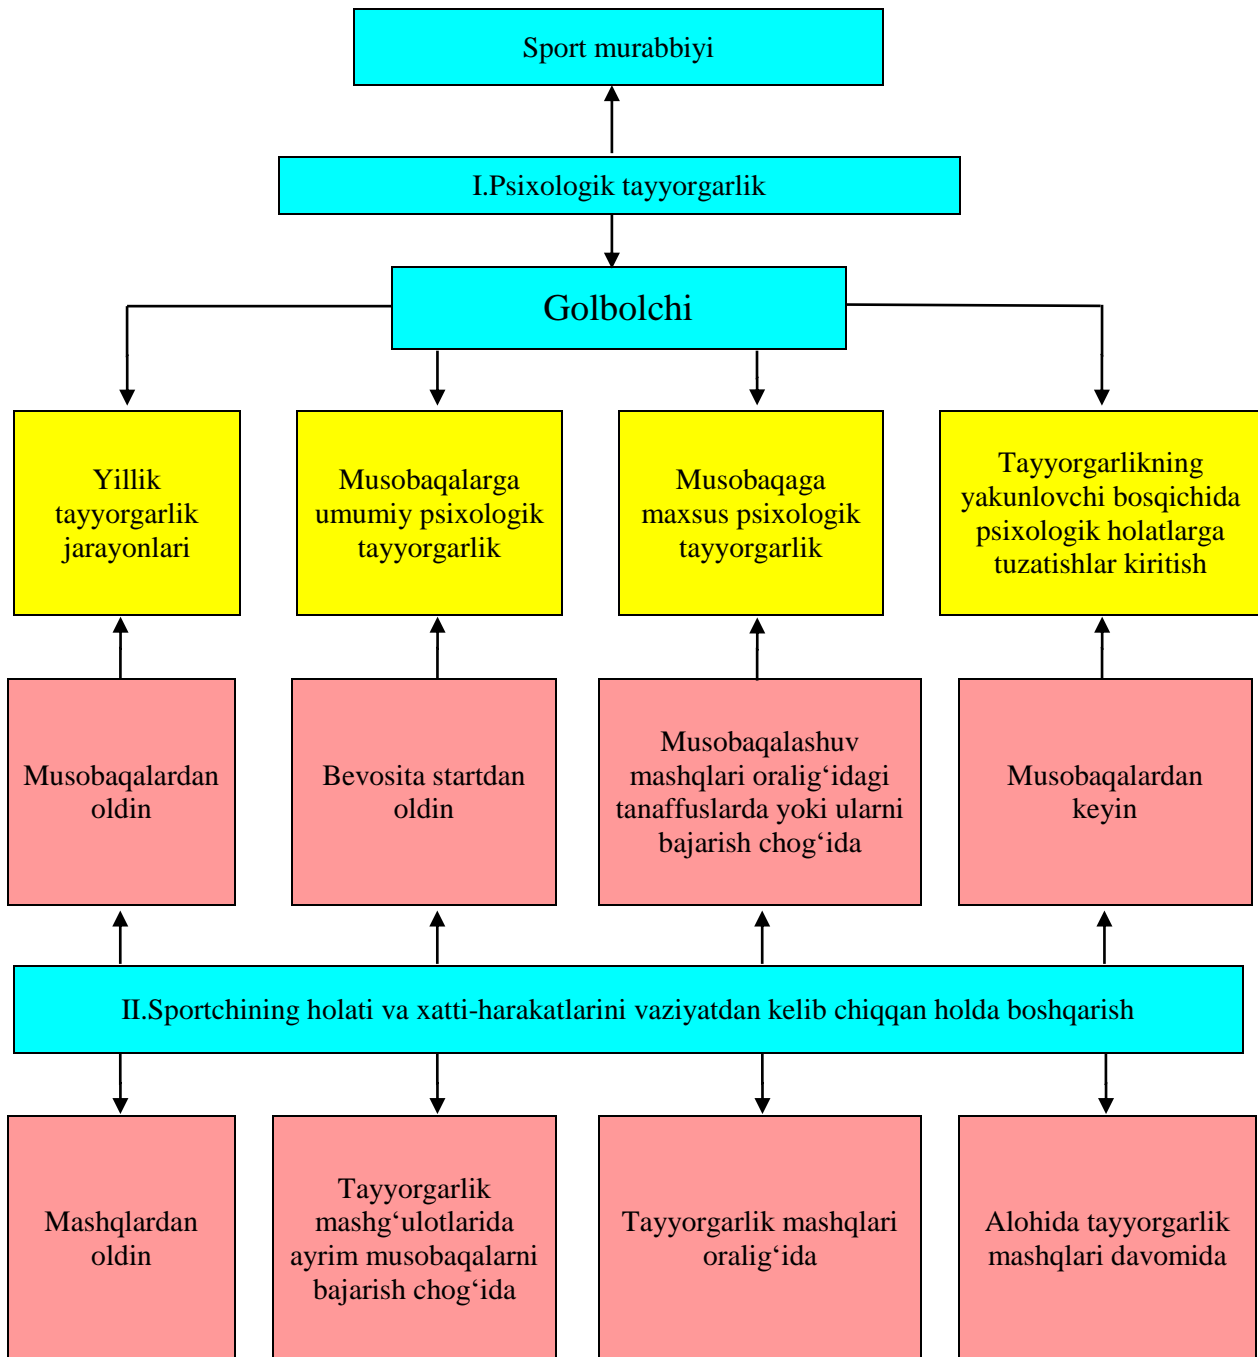 Sport murabbiyi
I.Psixologik tayyorgarlik
Golbolchi
Yillik
tayyorgarlik
jarayonlari
Musobaqalarga
umumiy psixologik
tayyorgarlik
Musobaqaga
maxsus psixologik
tayyorgarlik
Tayyorgarlikning
yakunlovchi bosqichida
psixologik holatlarga
tuzatishlar kiritish
Musobaqalardan
oldin
Bevosita startdan
oldin
Musobaqalashuv
mashqlari oralig‘idagi
tanaffuslarda yoki ularni
bajarish chog‘ida
Musobaqalardan
keyin
II.Sportchining holati va xatti-harakatlarini vaziyatdan kelib chiqqan holda boshqarish
Mashqlardan
oldin
Tayyorgarlik
mashg‘ulotlarida
ayrim musobaqalarni
bajarish chog‘ida
Tayyorgarlik mashqlari
oralig‘ida
Alohida tayyorgarlik
mashqlari davomida